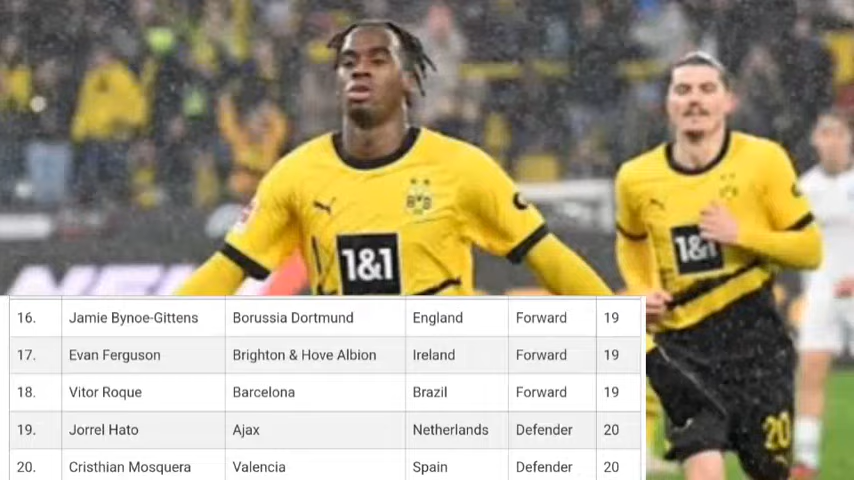 BVB
1&1
1&1
20
16. Jamie Bynoe-Gittens Borussia Dortmund England Forward 19
17. Evan Ferguson Brighton & Hove Albion Ireland Forward 19
18. Vitor Roque Barcelona Brazil Forward 19
19. Jorrel Hato Ajax Netherlands Defender 20
20. Cristhian Mosquera Valencia Spain Defender 20